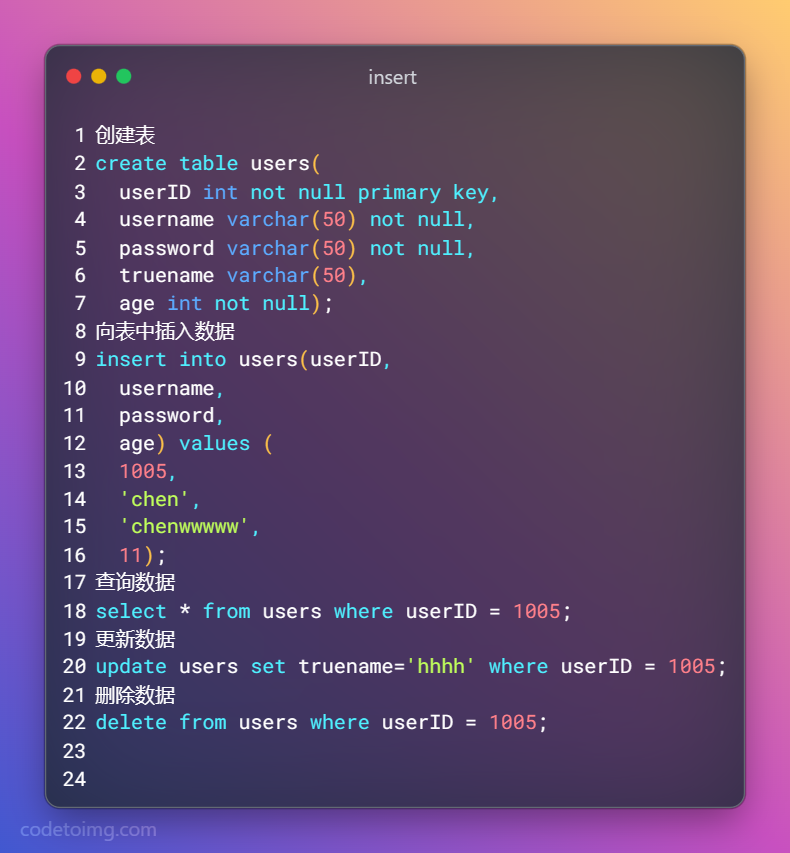 insert
1 创建表
2 create table users(
3 userID int not null primary key,
4 username varchar(50) not null,
5 password varchar(50) not null,
6 truename varchar(50),
7 age int not null);
8 向表中插入数据
9 insert into users(userID,
10 username,
11 password,
12 age) values (
13 1005,
14 'chen',
15 'chenwwwww',
16 11);
17 查询数据
18 select * from users where userID = 1005;
19 更新数据
20 update users set truename='hhhh' where userID = 1005;
21 删除数据
22 delete from users where userID = 1005;
23
24
codetoimg.com